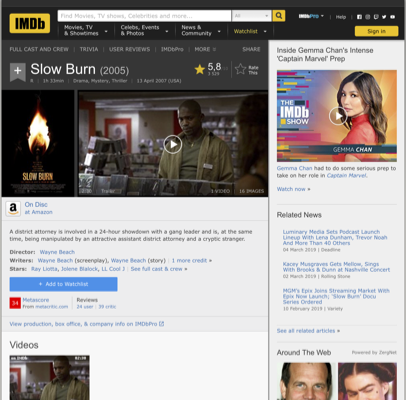 IMDb
Find Movies, TV shows, Celebrities and more...
All
IMDbPro
Help
Movies, TV & Showtimes
Celebs, Events & Photos
News & Community
Watchlist
Sign in
FULL CAST AND CREW | TRIVIA | USER REVIEWS | IMDbPro | MORE
SHARE
Slow Burn (2005)
5,8
Rate This
1h 33min | Drama, Mystery, Thriller | 13 April 2007 (USA)
SLOW BURN
1 VIDEO
16 IMAGES
On Disc
at Amazon
A district attorney is involved in a 24-hour showdown with a gang leader and is, at the same time, being manipulated by an attractive assistant district attorney and a cryptic stranger.
Director: Wayne Beach
Writers: Wayne Beach (screenplay), Wayne Beach (story) | 1 more credit »
Stars: Ray Liotta, Jolene Blalock, LL Cool J | See full cast & crew »
+ Add to Watchlist
34
Metascore
From metacritic.com
Reviews
24 user | 39 critic
View production, box office, & company info on IMDbPro
Videos
Inside Gemma Chan's Intense 'Captain Marvel' Prep
THE IMDb SHOW
GEMMA CHAN
Gemma Chan had to do some serious prep to take on her role in Captain Marvel.
Watch now »
Related News
Luminary Media Sets Podcast Launch Lineup With Lena Dunham, Trevor Noah And More Than 40 Others
04 March 2019 | Deadline
Kacey Musgraves Gets Mellow, Sings With Brooks & Dunn at Nashville Concert
02 March 2019 | Rolling Stone
MGM's Epix Joins Streaming Market With Epix Now Launch; 'Slow Burn' Docu Series Ordered
10 February 2019 | Variety
See all related articles »
Around The Web
Powered by ZergNet